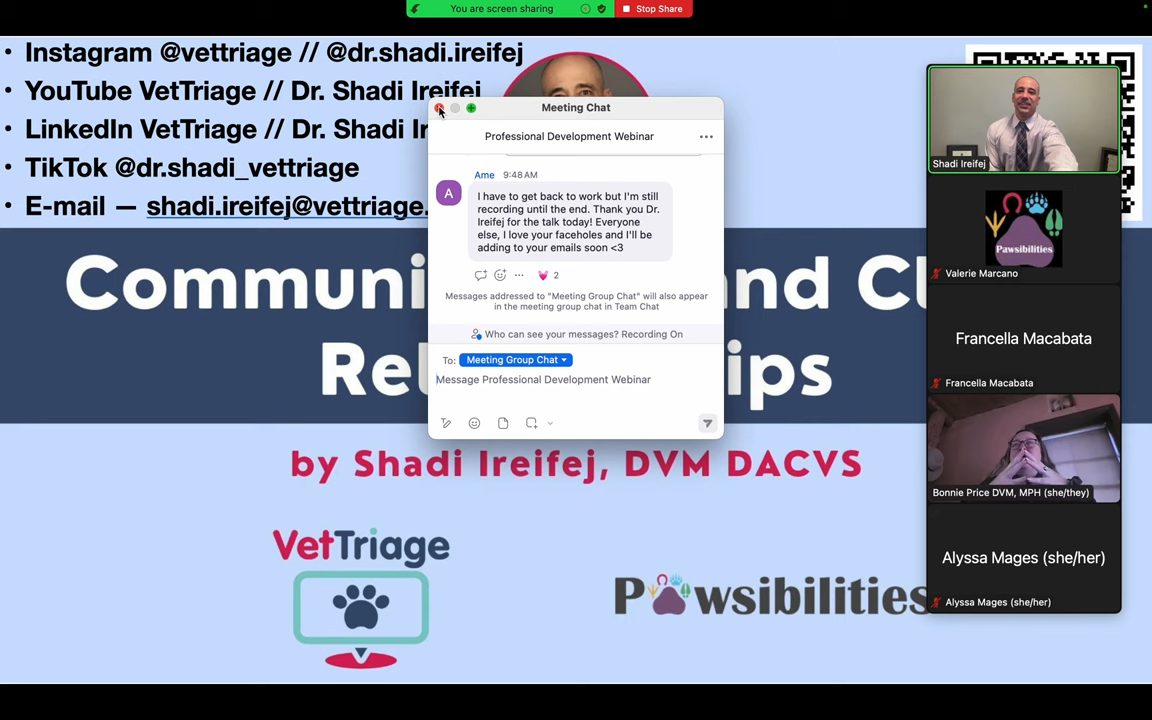 You are screen sharing
Stop Share
• Instagram @vettriage // @dr.shadi.ireifej
• YouTube VetTriage // Dr. Shadi Ireifej
• LinkedIn VetTriage // Dr. Shadi Ir
• TikTok @dr.shadi_vettriage
• E-mail — shadi.ireifej@vettriage.
Meeting Chat
Professional Development Webinar
Ame 9:48 AM
A
I have to get back to work but I'm still
recording until the end. Thank you Dr.
Ireifej for the talk today! Everyone
else, I love your faceholes and I'll be
adding to your emails soon <3
2
Messages addressed to "Meeting Group Chat" will also appear
in the meeting group chat in Team Chat
Who can see your messages? Recording On
To: Meeting Group Chat
Message Professional Development Webinar
Communi nd Cl
Rel ips
by Shadi Ireifej, DVM DACVS
VetTriage
Pawsibilities
Shadi Ireifej
Pawsibilities
Valerie Marcano
Francella Macabata
Francella Macabata
Bonnie Price DVM, MPH (she/they)
Alyssa Mages (she/her)
Alyssa Mages (she/her)